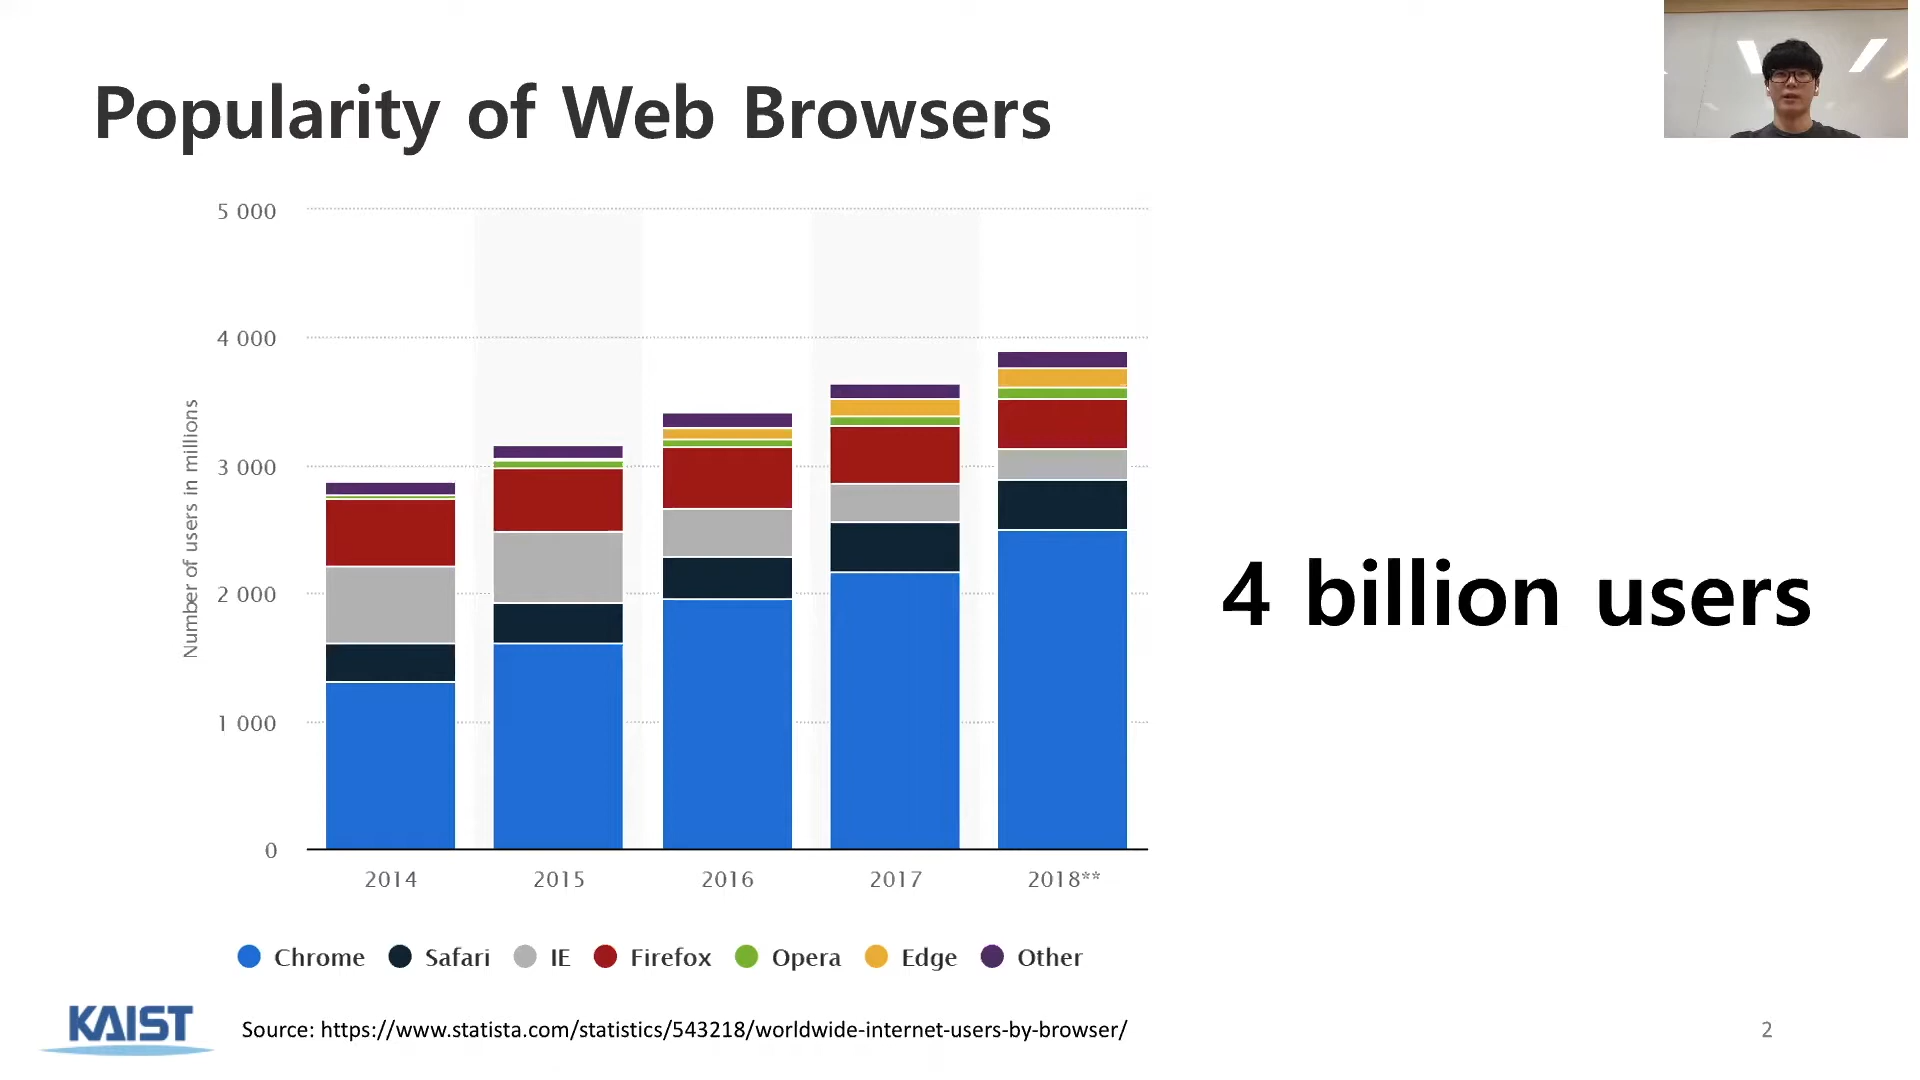 Popularity of Web Browsers
5 000
4 000
3 000
2 000
1 000
0
Number of users in millions
2014 2015 2016 2017 2018**
Chrome Safari IE Firefox Opera Edge Other
4 billion users
KAIST
Source: https://www.statista.com/statistics/543218/worldwide-internet-users-by-browser/
2